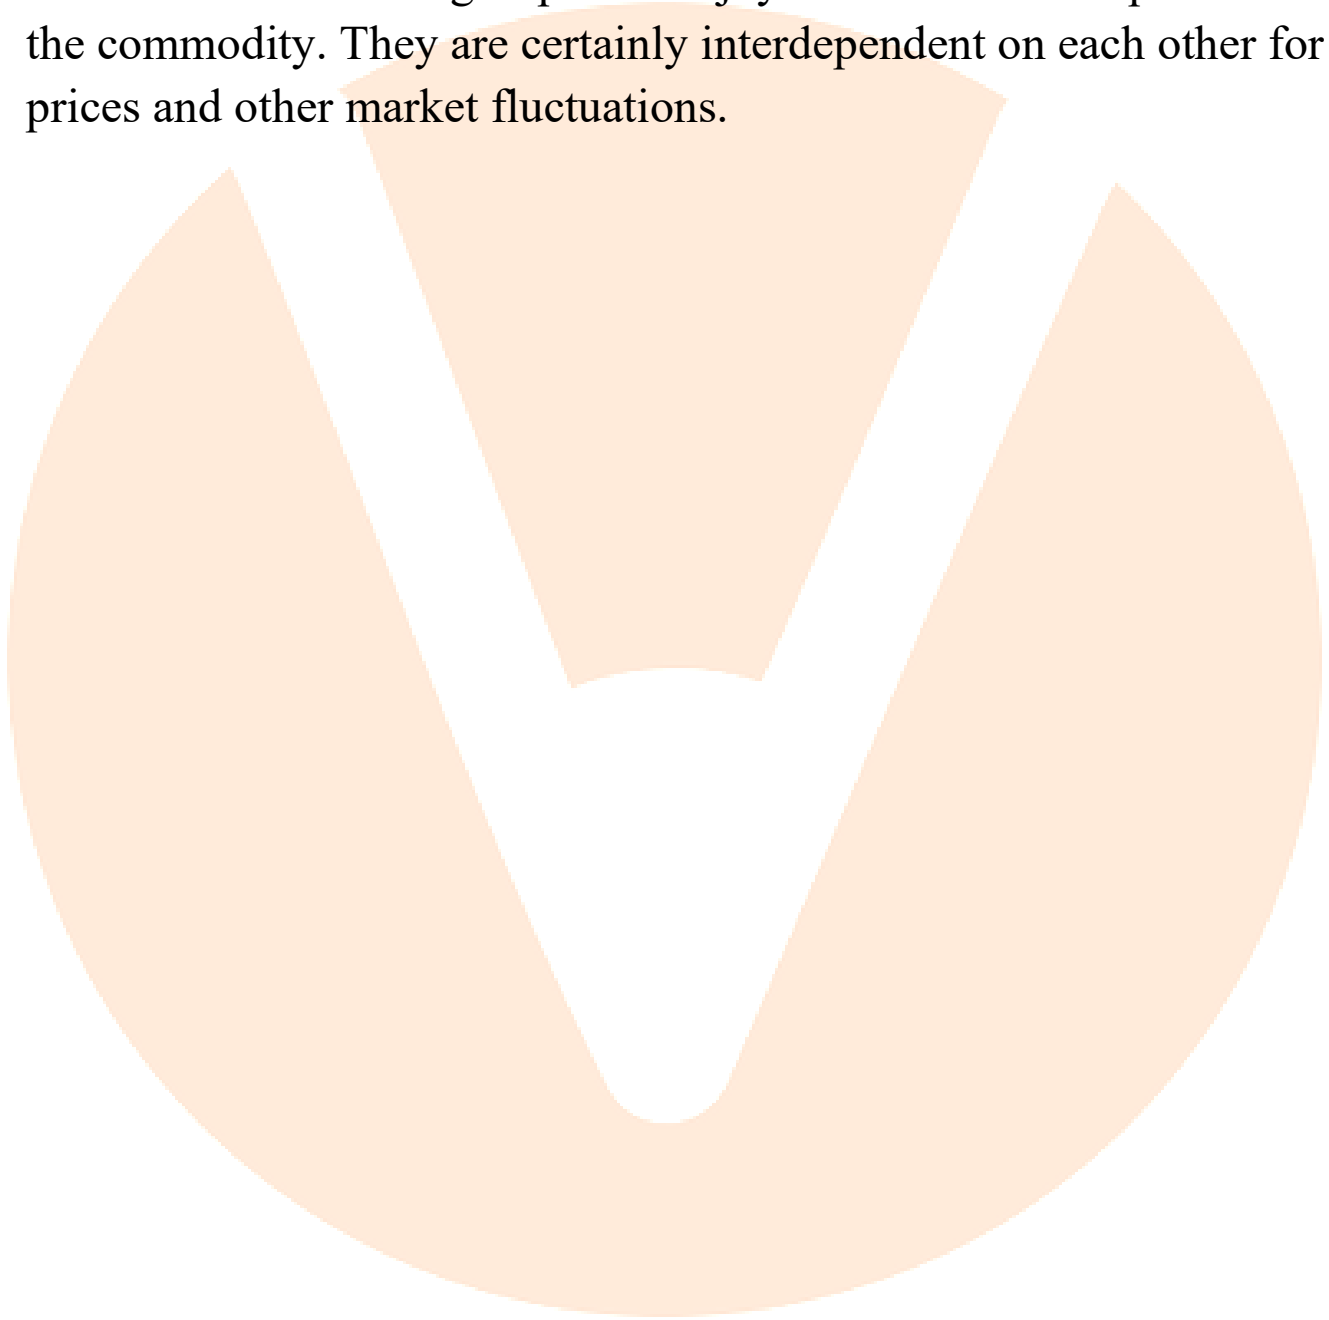 the commodity. They are certainly interdependent on each other for
prices and other market fluctuations.